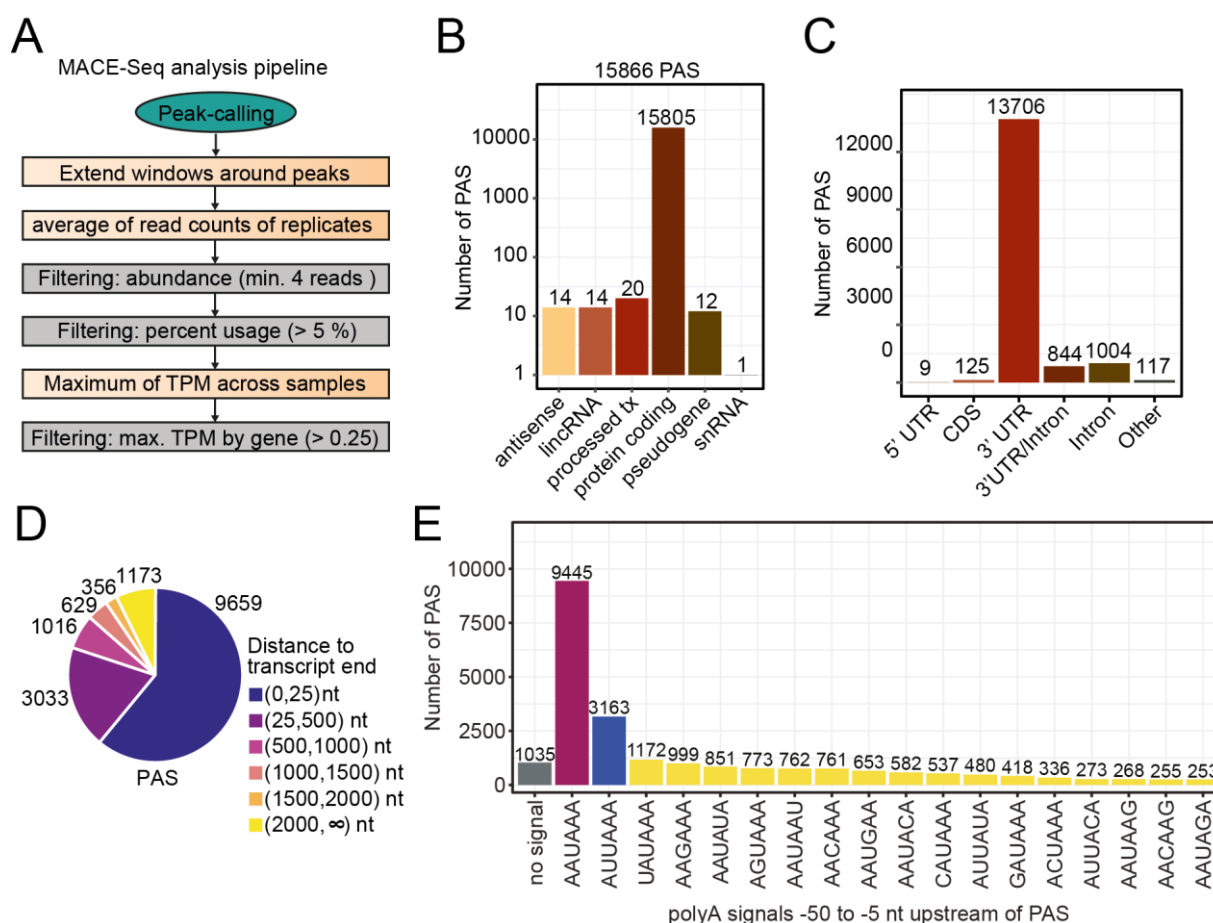 A
MACE-Seq analysis pipeline
Peak-calling
Extend windows around peaks
average of read counts of replicates
Filtering: abundance (min. 4 reads )
Filtering: percent usage (> 5 %)
Maximum of TPM across samples
Filtering: max. TPM by gene (> 0.25)
B
15866 PAS
Number of PAS
10000
1000
100
10
1
14
14
20
15805
12
1
antisense
lincRNA
processed tx
protein coding
pseudogene
snRNA
C
Number of PAS
12000
9000
6000
3000
0
9
125
13706
844
1004
117
5' UTR
CDS
3' UTR
3'UTR/Intron
Intron
Other
D
9659
3033
1016
629
356
1173
PAS
Distance to
transcript end
(0,25)nt
(25,500) nt
(500,1000) nt
(1000,1500) nt
(1500,2000) nt
(2000, ∞) nt
E
Number of PAS
10000
7500
5000
2500
0
1035
9445
3163
1172
999
851
773
762
761
653
582
537
480
418
336
273
268
255
253
no signal
AAUAAA
AUUAAA
UAUAAA
AAGAAA
AAUAUA
AGUAAA
AAUAAU
AACAAA
AAUGAA
AAUACA
CAUAAA
AUUAUA
GAUAAA
ACUAAA
AUUACA
AAUAAG
AACAAG
AAUAGA
polyA signals -50 to -5 nt upstream of PAS